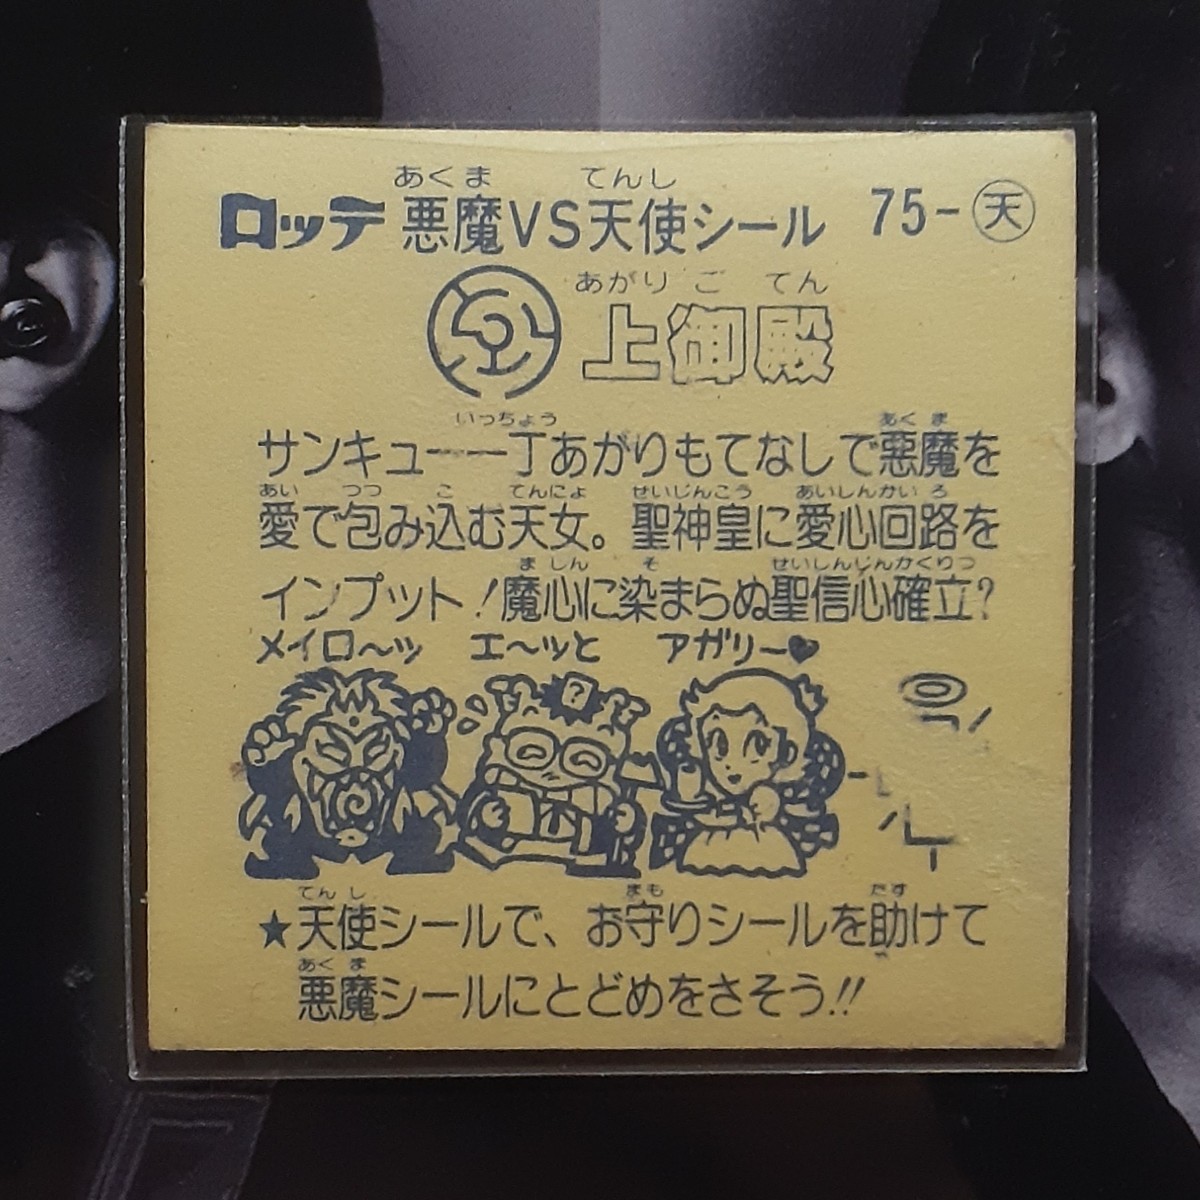 あくま てんし
ロッテ 悪魔VS天使シール 75-天
あがり ご てん
上御殿
いっちょう あく ま
サンキュー一丁あがりもてなしで悪魔を
あい つつ こ てんにょ せいじんこう あいしんかいろ
愛で包み込む天女。聖神皇に愛心回路を
ま しん そ せいしんじんかくりつ
インプット!魔心に染まらぬ聖信心確立?
メイロ〜ッ エ〜ッと アガリー♥
?
てん し まも たす
★天使シールで、お守りシールを助けて
あく ま
悪魔シールにとどめをさそう!!